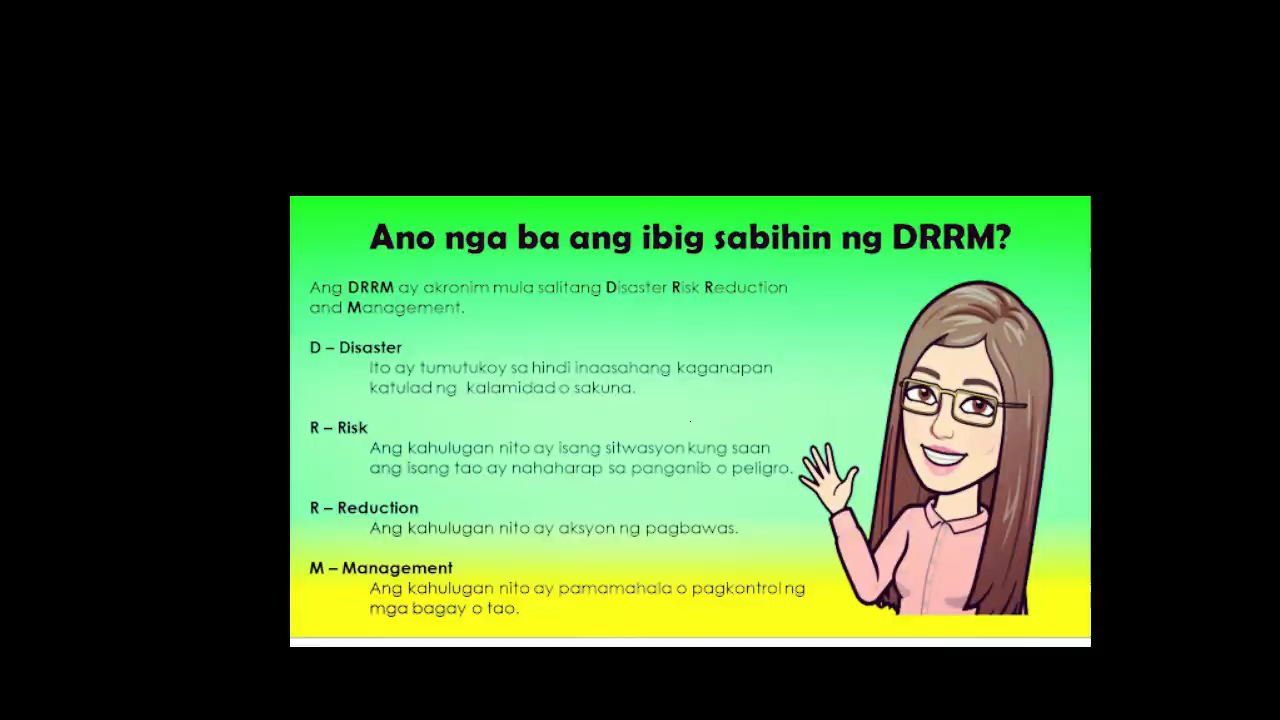 Ano nga ba ang ibig sabihin ng DRRM?
Ang DRRM ay akronim mula salitang Disaster Risk Reduction
and Management.
D – Disaster
Ito ay tumutukoy sa hindi inaasahang kaganapan
katulad ng kalamidad o sakuna.
R – Risk
Ang kahulugan nito ay isang sitwasyon kung saan
ang isang tao ay nahaharap sa panganib o peligro.
R – Reduction
Ang kahulugan nito ay aksyon ng pagbawas.
M – Management
Ang kahulugan nito ay pamamahala o pagkontrol ng
mga bagay o tao.